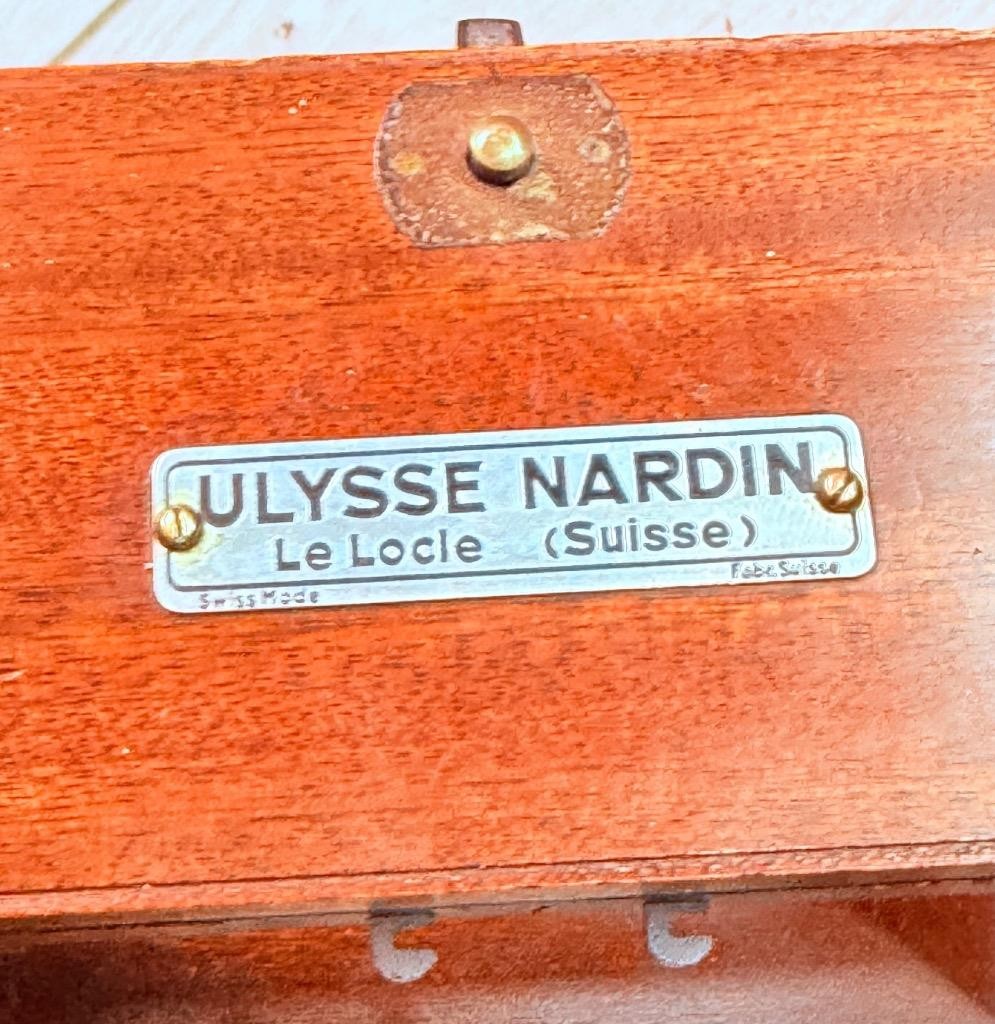 ULYSSE NARDIN
Le Locle (Suisse)
Swiss Made
Fabr. Suisse